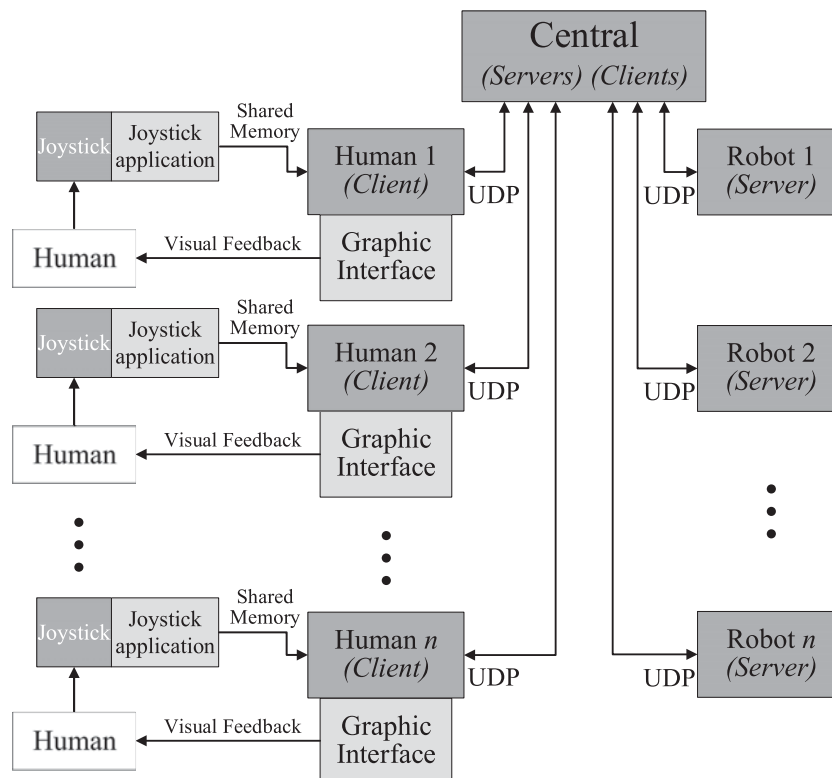 Central
(Servers) (Clients)
Shared
Memory
Joystick
Joystick
application
Human 1
(Client)
UDP
UDP
Robot 1
(Server)
Human
Visual Feedback
Graphic
Interface
Shared
Memory
Joystick
Joystick
application
Human 2
(Client)
UDP
UDP
Robot 2
(Server)
Human
Visual Feedback
Graphic
Interface
Shared
Memory
Joystick
Joystick
application
Human n
(Client)
UDP
UDP
Robot n
(Server)
Human
Visual Feedback
Graphic
Interface